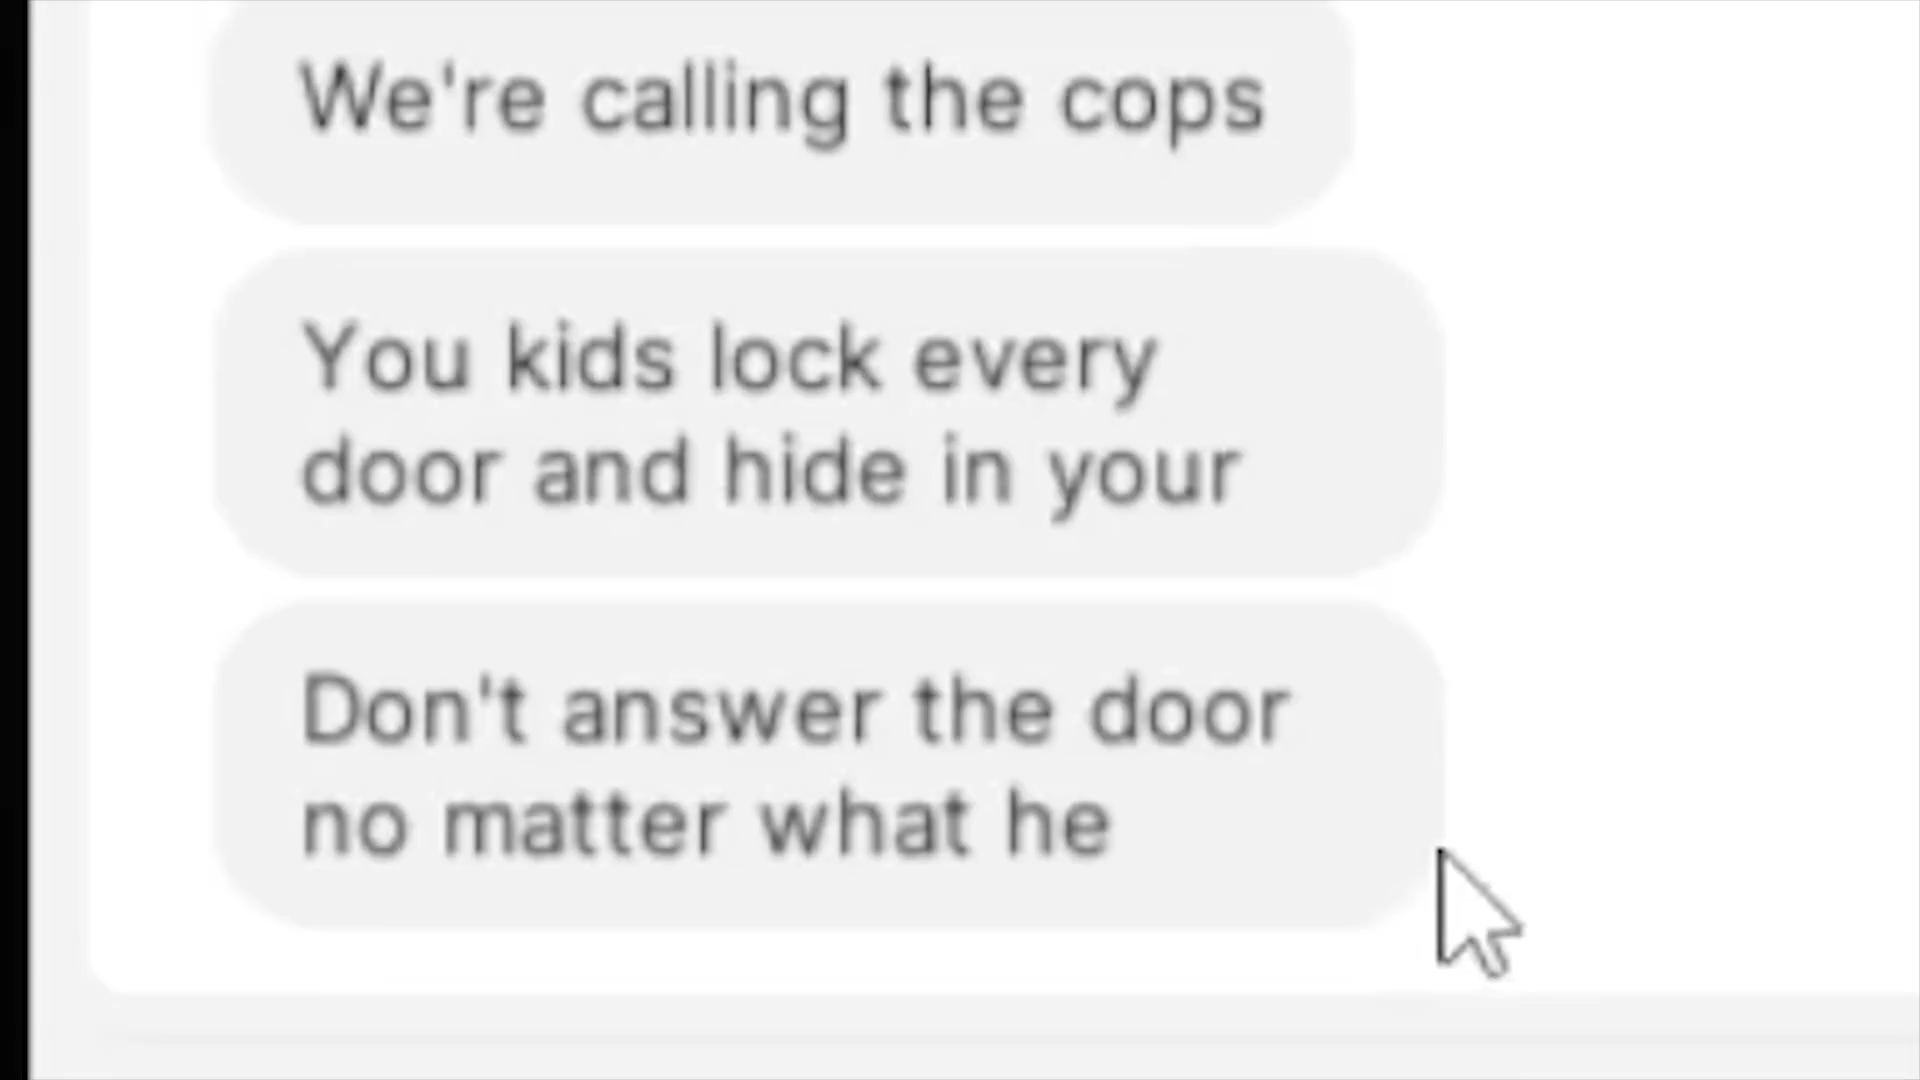 We're calling the cops
You kids lock every
door and hide in your
Don't answer the door
no matter what he